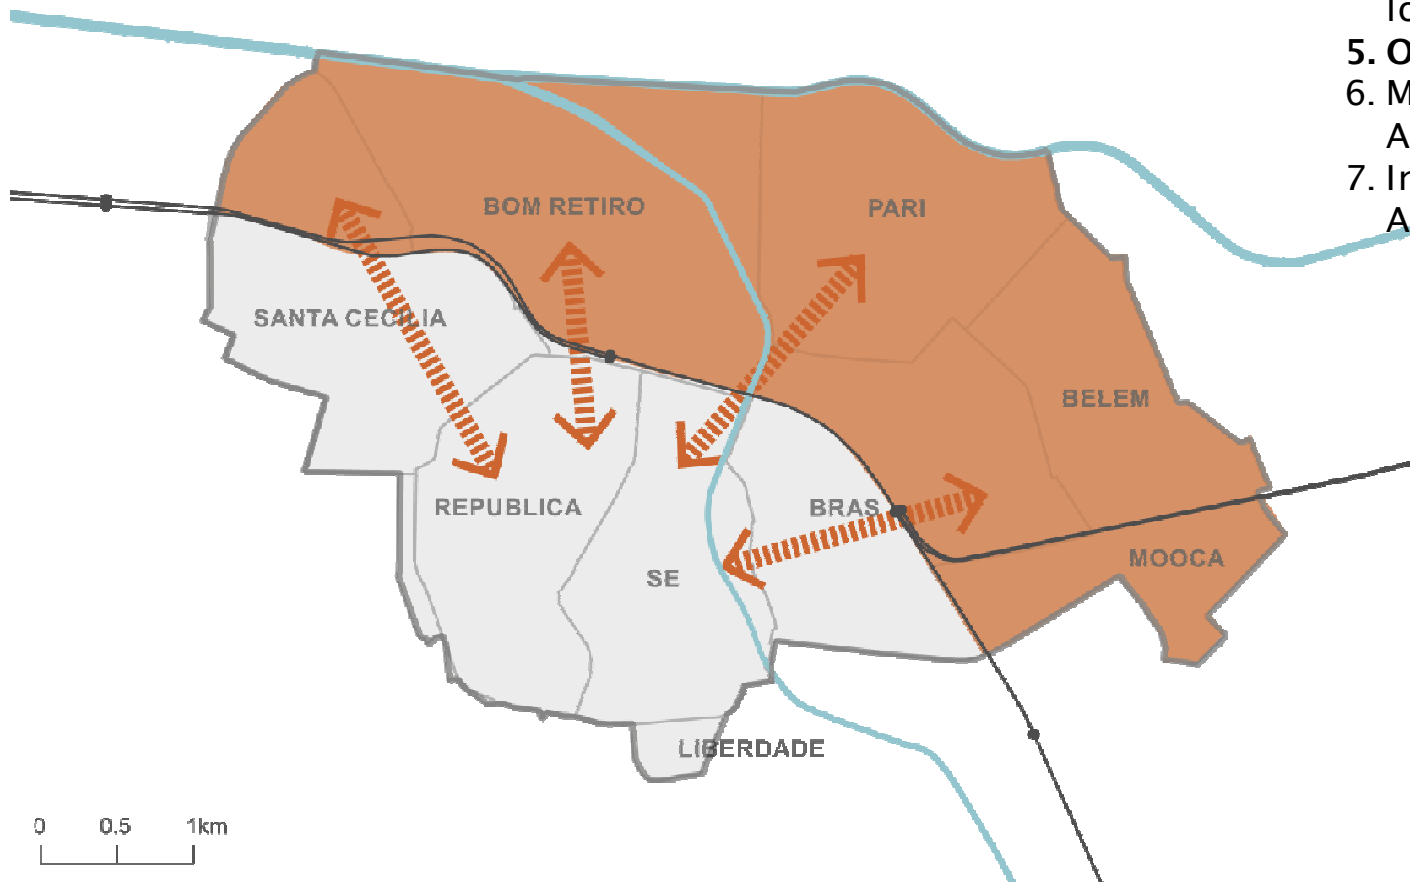 5. O
6. M
A
7. In
A
BOM RETIRO
PARI
SANTA CECILIA
BELEM
REPUBLICA
BRAS
MOOCA
SE
LIBERDADE
0 0.5 1km